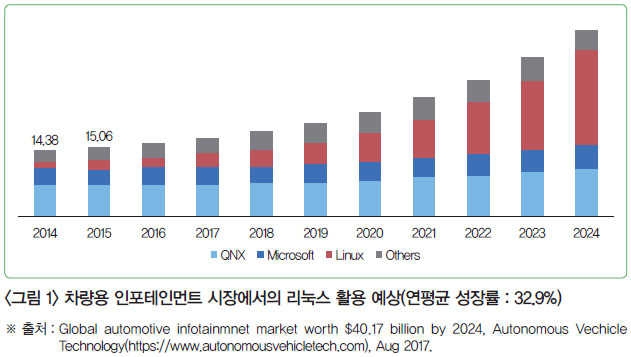 14.38
15.06
2014 2015 2016 2017 2018 2019 2020 2021 2022 2023 2024
QNX Microsoft Linux Others
<그림 1> 차량용 인포테인먼트 시장에서의 리눅스 활용 예상(연평균 성장률 : 32.9%)
※ 출처 : Global automotive infotainmnet market worth $40.17 billion by 2024, Autonomous Vechicle
Technology(https://www.autonomousvehicletech.com), Aug 2017.